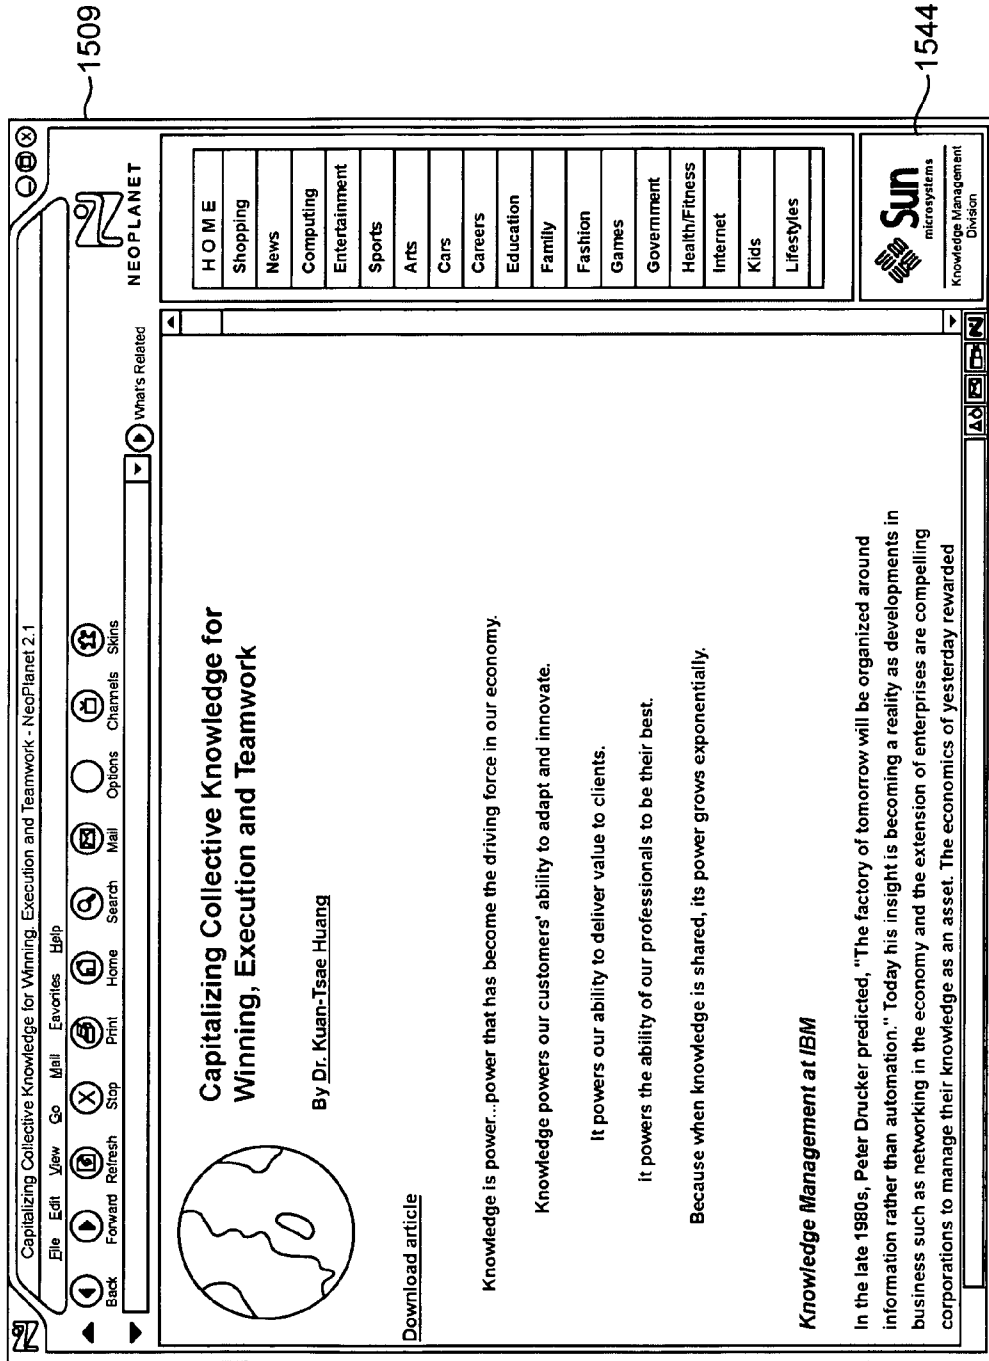 Capitalizing Collective Knowledge for Winning, Execution and Teamwork - NeoPlanet 2.1
File Edit View Go Mail Favorites Help
Back Forward Refresh Stop Print Home Search Mail Options Channels Skins
What's Related
NEOPLANET
Capitalizing Collective Knowledge for
Winning, Execution and Teamwork
By Dr. Kuan-Tsae Huang
Download article
Knowledge is power...power that has become the driving force in our economy.
Knowledge powers our customers' ability to adapt and innovate.
It powers our ability to deliver value to clients.
it powers the ability of our professionals to be their best.
Because when knowledge is shared, its power grows exponentially.
Knowledge Management at IBM
In the late 1980s, Peter Drucker predicted, "The factory of tomorrow will be organized around
information rather than automation." Today his insight is becoming a reality as developments in
business such as networking in the economy and the extension of enterprises are compelling
corporations to manage their knowledge as an asset. The economics of yesterday rewarded
HOME
Shopping
News
Computing
Entertainment
Sports
Arts
Cars
Careers
Education
Family
Fashion
Games
Government
Health/Fitness
Internet
Kids
Lifestyles
Sun
microsystems
Knowledge Management
Division
1509
1544